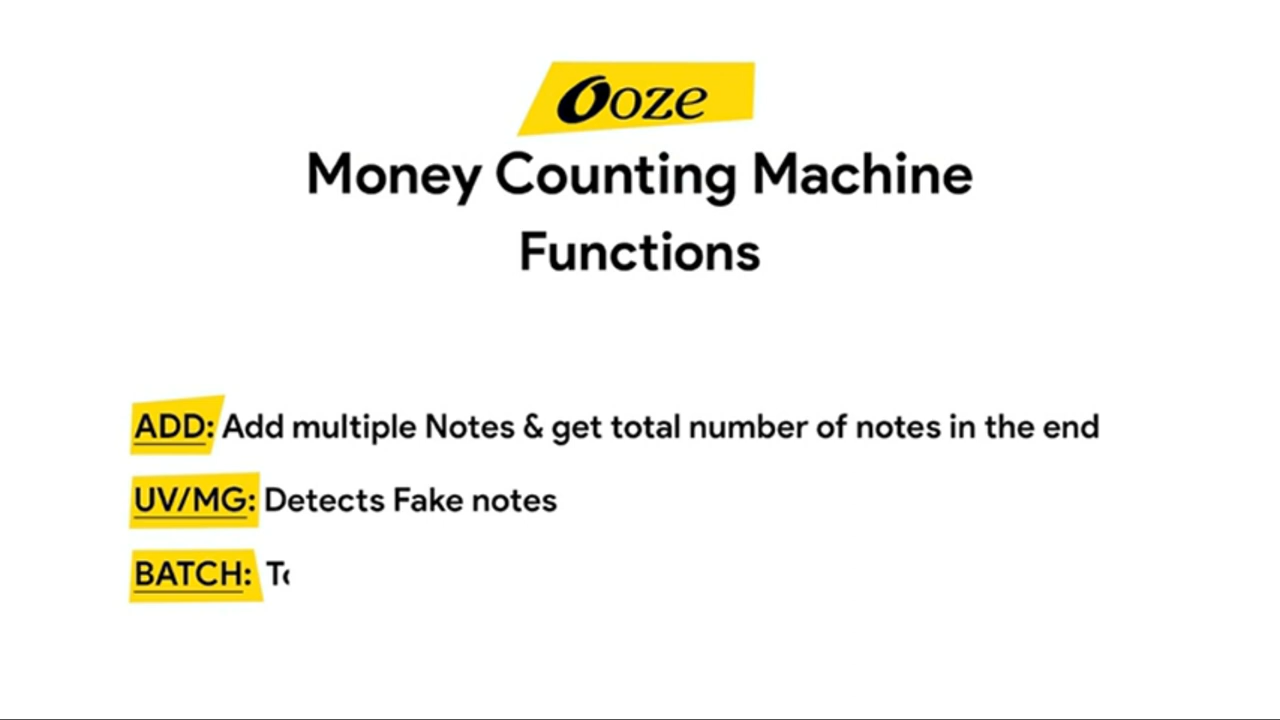 Ooze
Money Counting Machine
Functions
ADD: Add multiple Notes & get total number of notes in the end
UV/MG: Detects Fake notes
BATCH: